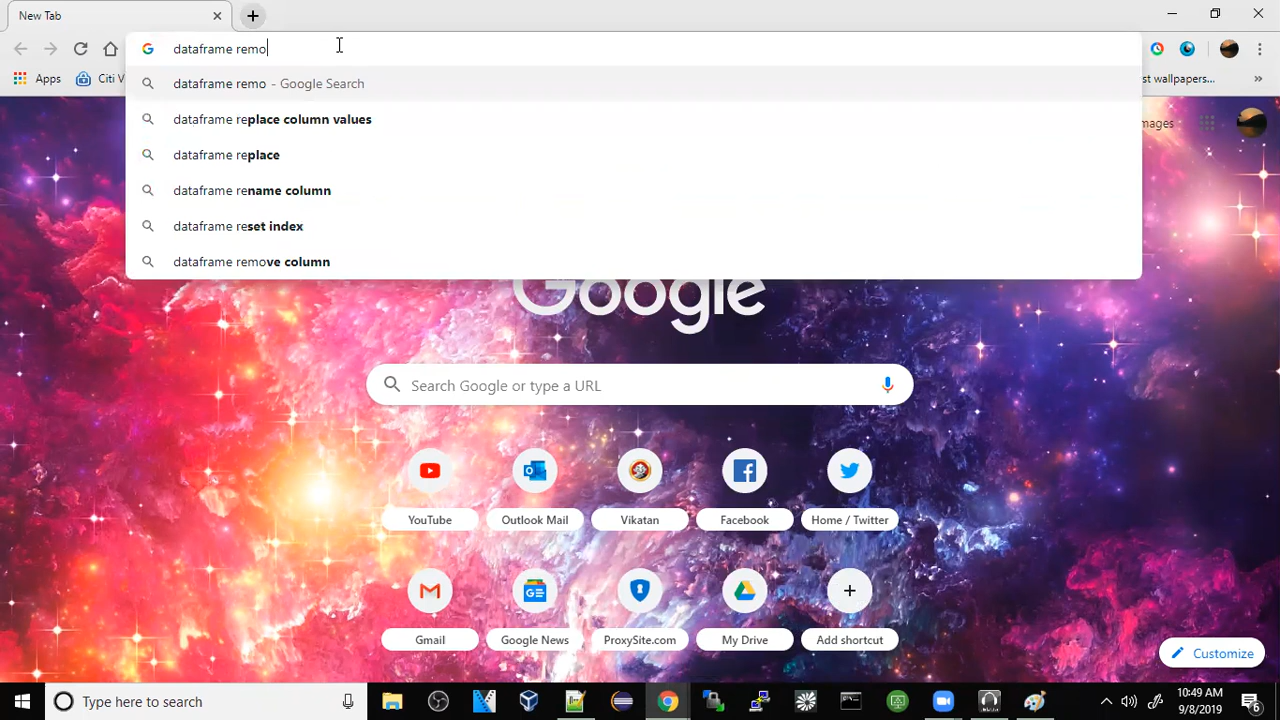 New Tab
dataframe remo
Apps
Citi V
st wallpapers...
dataframe remo - Google Search
dataframe replace column values
mages
dataframe replace
dataframe rename column
dataframe reset index
dataframe remove column
Google
Search Google or type a URL
YouTube
Outlook Mail
Vikatan
Facebook
Home / Twitter
Gmail
Google News
ProxySite.com
My Drive
Add shortcut
Customize
Type here to search
10:49 AM
9/8/2019
6